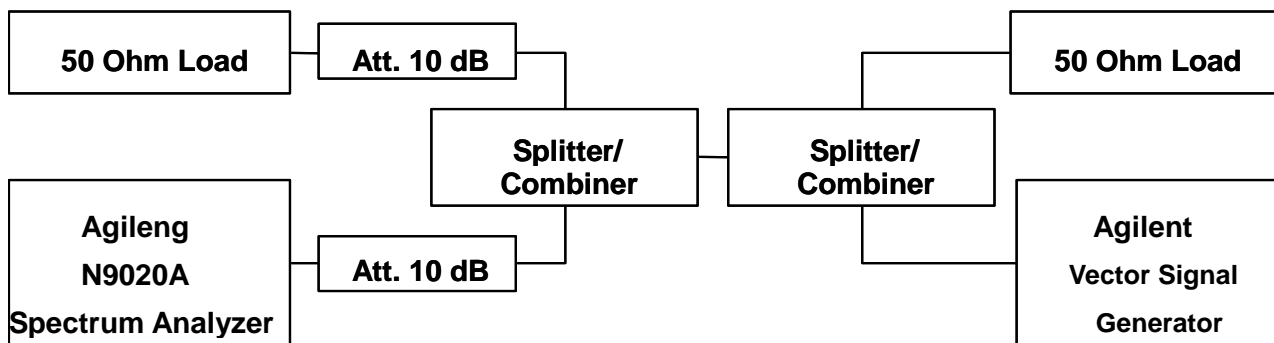 50 Ohm Load
Att. 10 dB
50 Ohm Load
Splitter/
Combiner
Splitter/
Combiner
Agileng
N9020A
Spectrum Analyzer
Att. 10 dB
Agilent
Vector Signal
Generator